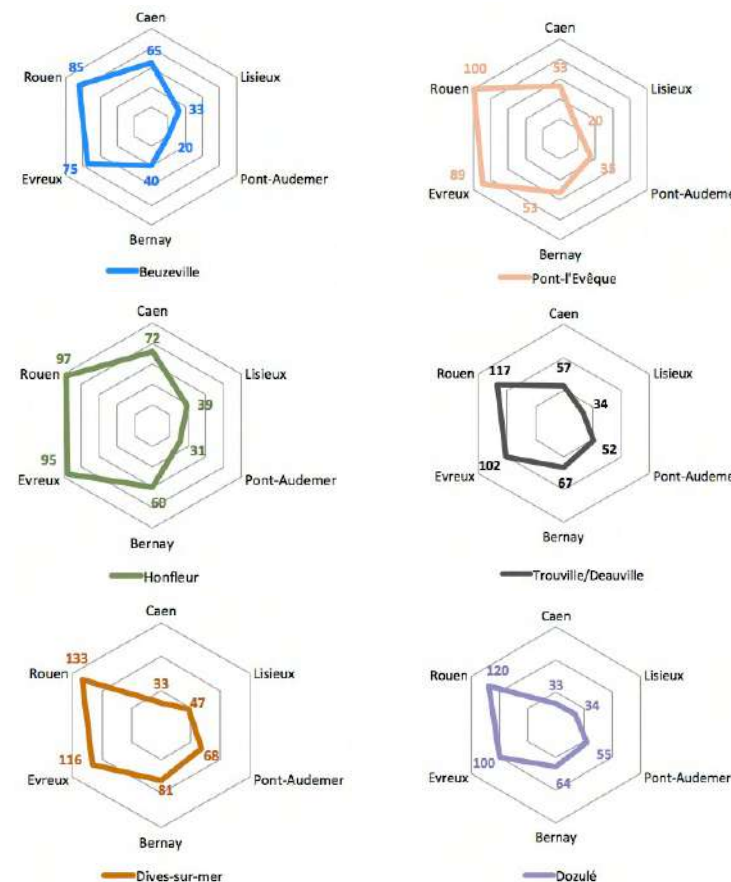 Caen
65
85
Rouen
Lisieux
33
20
75
Evreux
40
Pont-Audemer
Bernay
Beuzeville
Caen
53
100
Rouen
Lisieux
20
35
89
Evreux
53
Pont-Audeme
Bernay
Pont-l'Evêque
Caen
72
97
Rouen
Lisieux
39
31
95
Evreux
60
Pont-Audemer
Bernay
Honfleur
Caen
57
117
Rouen
Lisieux
34
52
102
Evreux
67
Pont-Audeme
Bernay
Trouville/Deauville
Caen
133
Rouen
Lisieux
33
47
68
116
Evreux
81
Pont-Audemer
Bernay
Dives-sur-mer
Caen
120
Rouen
Lisieux
33
34
55
100
Evreux
64
Pont-Audemer
Bernay
Dozulé